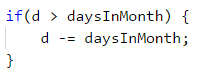 if(d > daysInMonth) {
    d -= daysInMonth;
}